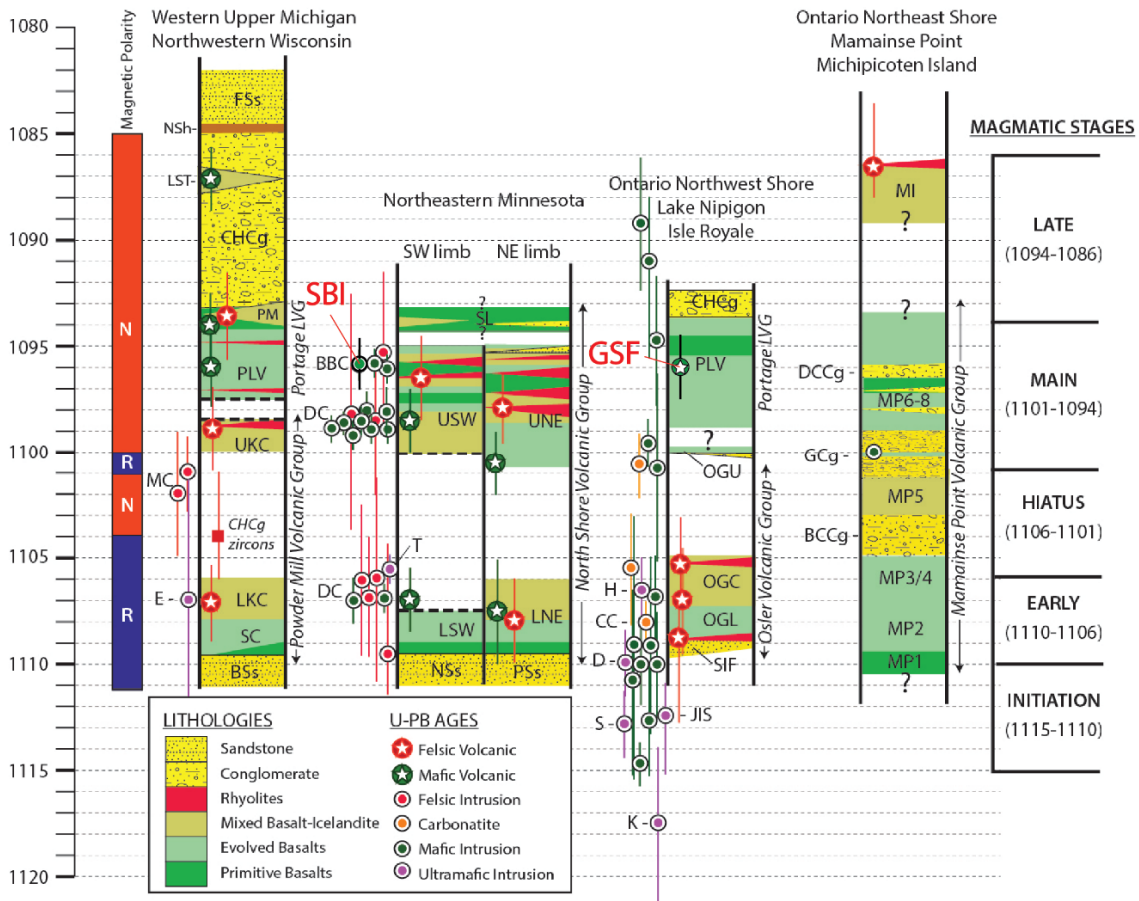 Western Upper Michigan
Northwestern Wisconsin
Ontario Northeast Shore
Mamainse Point
Michipicoten Island
Magnetic Polarity
1080
1085
1090
1095
1100
1105
1110
1115
1120
N
R
N
R
FSs
NSh-
LST-
CHCg
PM
PLV
UKC
MC
CHCg
zircons
E -
LKC
SC
BSs
Portage LVG
Powder Mill Volcanic Group
Northeastern Minnesota
SW limb
NE limb
SBI
BBC
DC
DC
T
?
SL
?
USW
UNE
LSW
LNE
NSs
PSs
North Shore Volcanic Group
Ontario Northwest Shore
Lake Nipigon
Isle Royale
GSF
CHCg
PLV
?
OGU
OGC
OGL
SIF
H -
CC -
D -
S -
- JIS
K -
Portage LVG
Osler Volcanic Group
MI
?
?
DCCg -
MP6-8
GCg -
MP5
BCCg -
MP3/4
MP2
MP1
?
Mamainse Point Volcanic Group
MAGMATIC STAGES
LATE
(1094-1086)
MAIN
(1101-1094)
HIATUS
(1106-1101)
EARLY
(1110-1106)
INITIATION
(1115-1110)
LITHOLOGIES
Sandstone
Conglomerate
Rhyolites
Mixed Basalt-Icelandite
Evolved Basalts
Primitive Basalts
U-PB AGES
Felsic Volcanic
Mafic Volcanic
Felsic Intrusion
Carbonatite
Mafic Intrusion
Ultramafic Intrusion